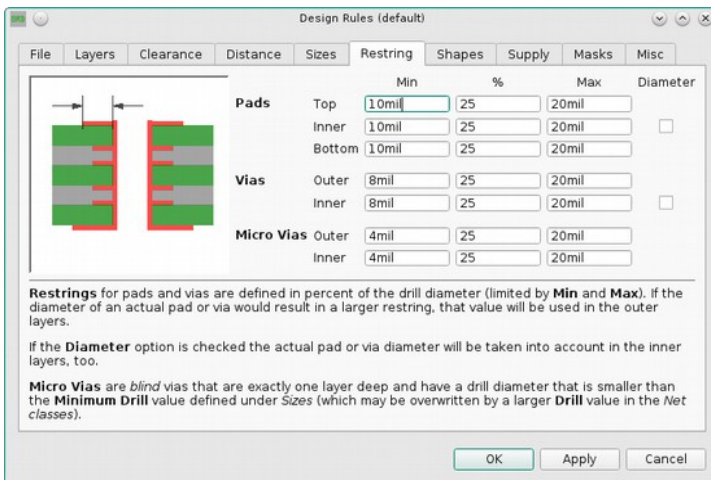 Design Rules (default)
File Layers Clearance Distance Sizes Restring Shapes Supply Masks Misc
Min % Max Diameter
Pads Top 10mil 25 20mil
Inner 10mil 25 20mil
Bottom 10mil 25 20mil
Vias Outer 8mil 25 20mil
Inner 8mil 25 20mil
Micro Vias Outer 4mil 25 20mil
Inner 4mil 25 20mil
Restrings for pads and vias are defined in percent of the drill diameter (limited by Min and Max). If the
diameter of an actual pad or via would result in a larger restring, that value will be used in the outer
layers.
If the Diameter option is checked the actual pad or via diameter will be taken into account in the inner
layers, too.
Micro Vias are blind vias that are exactly one layer deep and have a drill diameter that is smaller than
the Minimum Drill value defined under Sizes (which may be overwritten by a larger Drill value in the Net
classes).
OK Apply Cancel